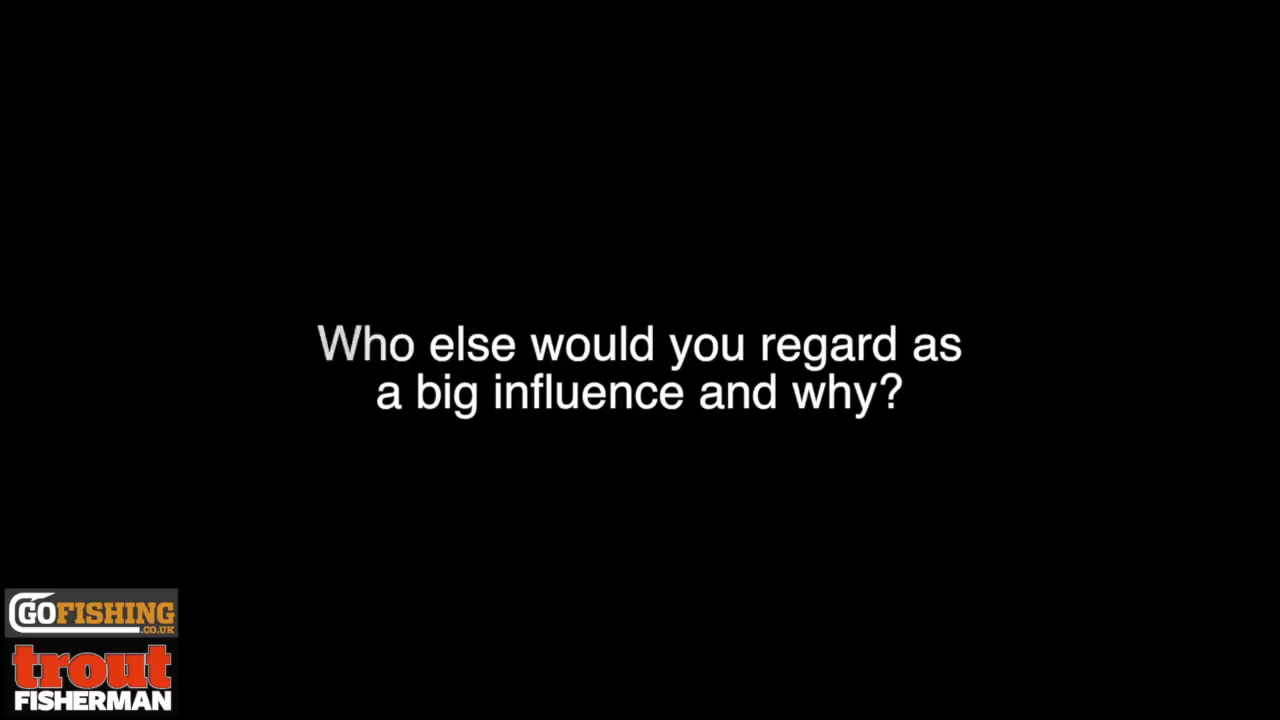 Who else would you regard as
a big influence and why?
GOFISHING
.CO.UK
trout
FISHERMAN